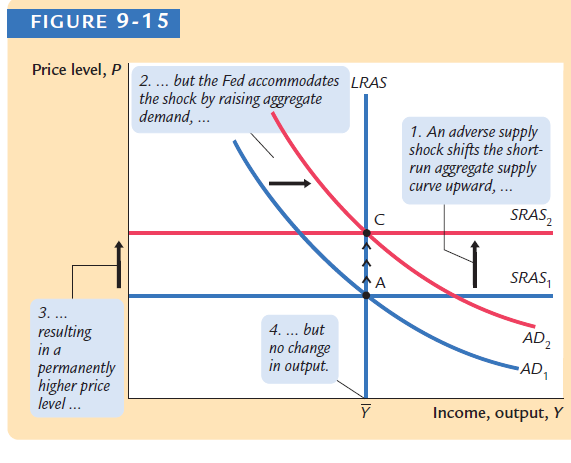 FIGURE 9-15
Price level, P
2. ... but the Fed accommodates
the shock by raising aggregate
demand, ...
LRAS
1. An adverse supply
shock shifts the short-
run aggregate supply
curve upward, ...
C
SRAS2
A
SRAS1
3. ...
resulting
in a
permanently
higher price
level ...
4. ... but
no change
in output.
AD2
AD1
Y̅
Income, output, Y